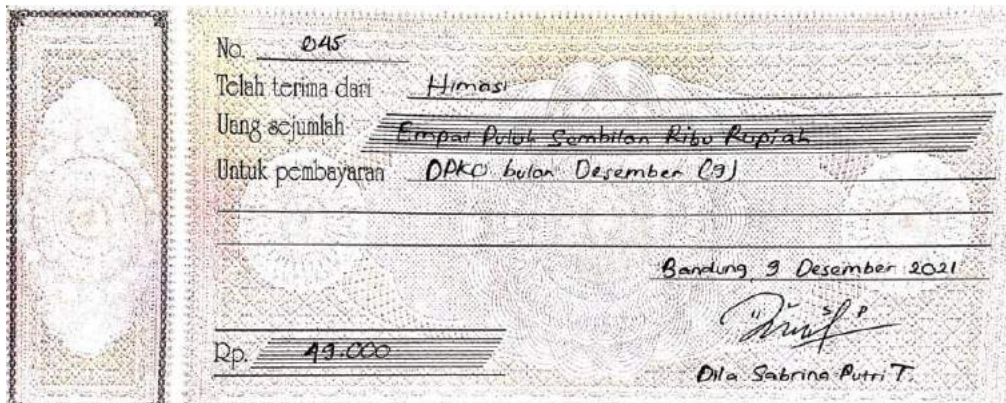 No. 045
Telah terima dari Himasi
Uang sejumlah Empat Puluh Sembilan Ribu Rupiah
Untuk pembayaran DPKO bulan Desember (9)
Bandung 9 Desember 2021
Rp. 49.000
Dila Sabrina Putri T.